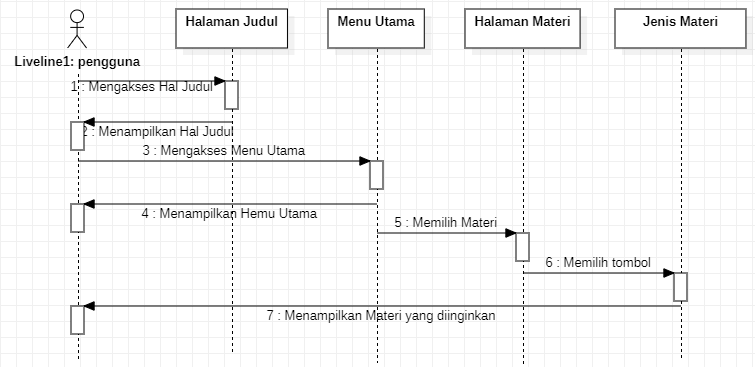 Halaman Judul
Menu Utama
Halaman Materi
Jenis Materi
Liveline1: pengguna
1 : Mengakses Hal Judul
2 : Menampilkan Hal Judul
3 : Mengakses Menu Utama
4 : Menampilkan Hemu Utama
5 : Memilih Materi
6 : Memilih tombol
7 : Menampilkan Materi yang diinginkan